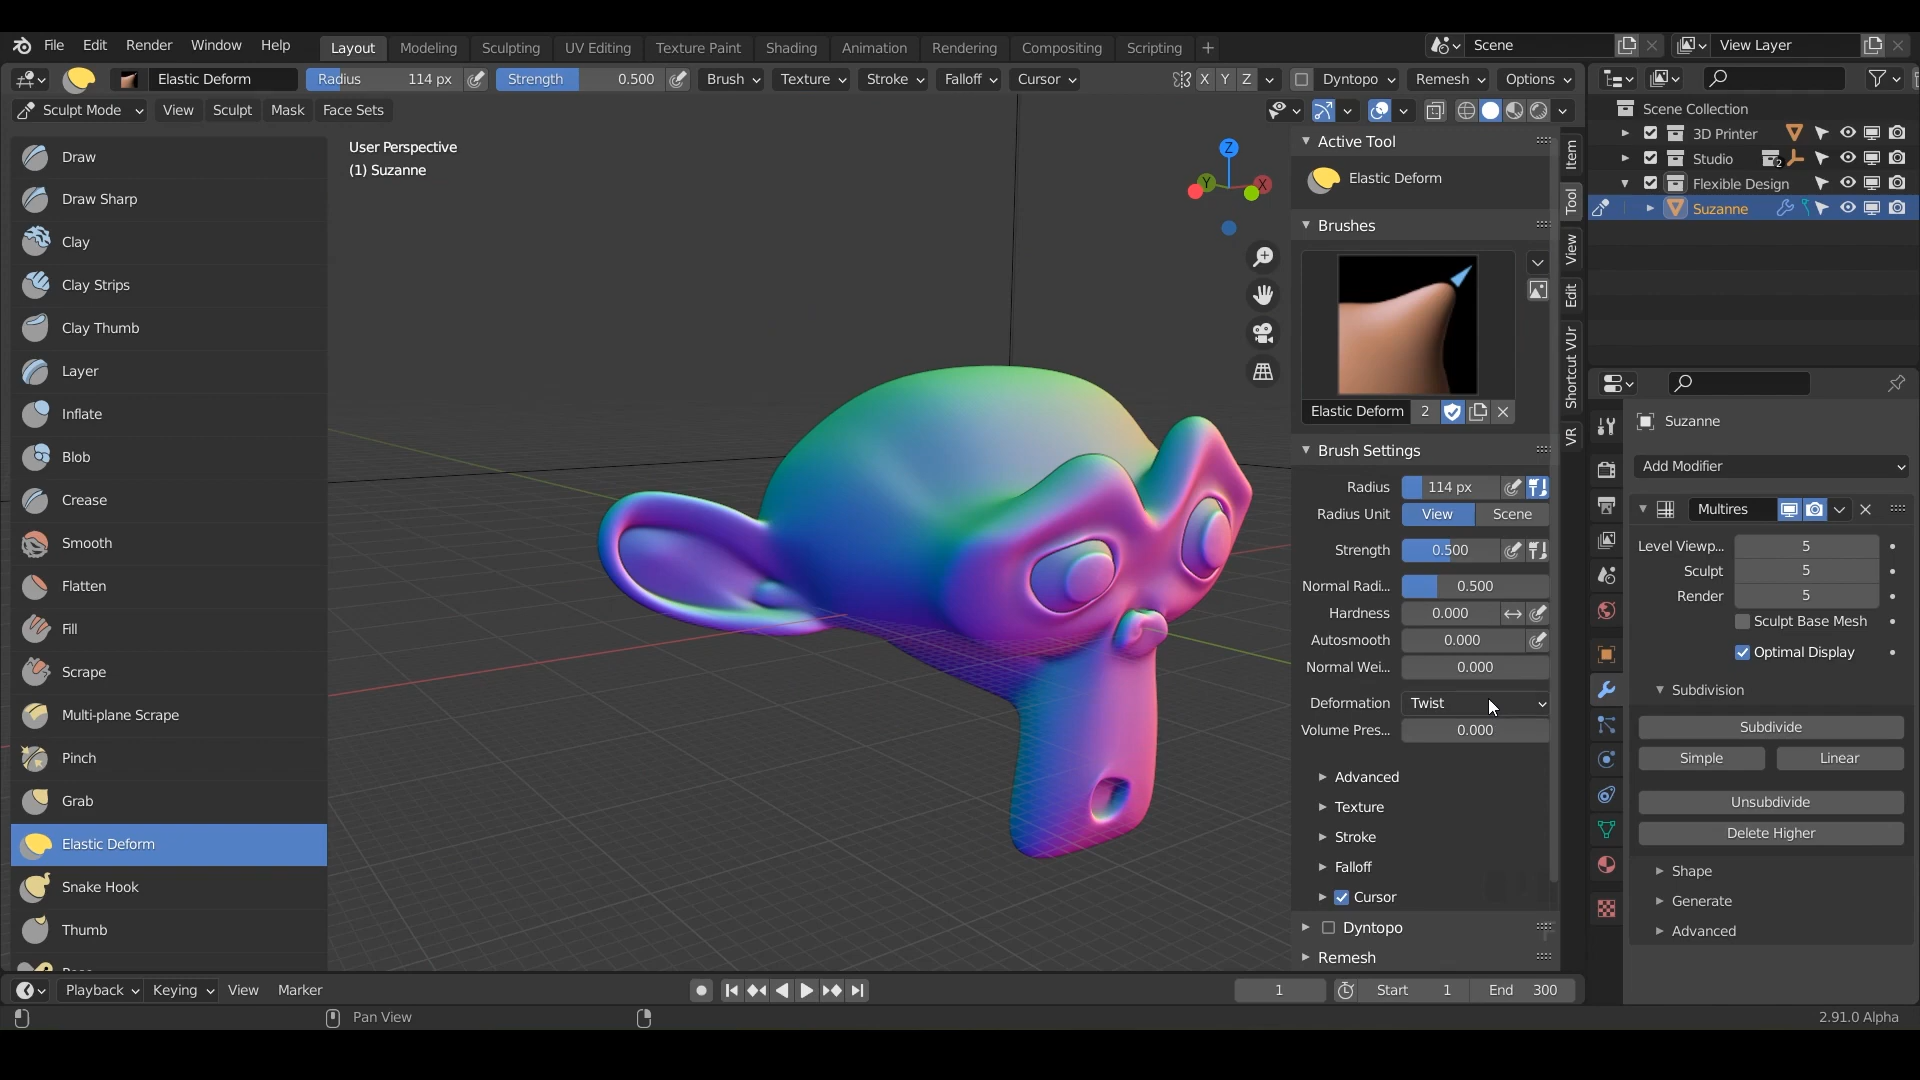 File Edit Render Window Help Layout Modeling Sculpting UV Editing Texture Paint Shading Animation Rendering Compositing Scripting + Scene View Layer
Elastic Deform Radius 114 px Strength 0.500 Brush Texture Stroke Falloff Cursor X Y Z Dyntopo Remesh Options
Sculpt Mode View Sculpt Mask Face Sets
User Perspective
(1) Suzanne
Draw
Draw Sharp
Clay
Clay Strips
Clay Thumb
Layer
Inflate
Blob
Crease
Smooth
Flatten
Fill
Scrape
Multi-plane Scrape
Pinch
Grab
Elastic Deform
Snake Hook
Thumb
Z
Y
X
Active Tool
Elastic Deform
Brushes
Elastic Deform 2
Brush Settings
Radius 114 px
Radius Unit View Scene
Strength 0.500
Normal Radi... 0.500
Hardness 0.000
Autosmooth 0.000
Normal Wei... 0.000
Deformation Twist
Volume Pres... 0.000
Advanced
Texture
Stroke
Falloff
Cursor
Dyntopo
Remesh
Item
Tool
View
Edit
Shortcut VUr
VR
Scene Collection
3D Printer
Studio 2
Flexible Design
Suzanne
Suzanne
Add Modifier
Multires
Level Viewp... 5
Sculpt 5
Render 5
Sculpt Base Mesh
Optimal Display
Subdivision
Subdivide
Simple Linear
Unsubdivide
Delete Higher
Shape
Generate
Advanced
Playback Keying View Marker 1 Start 1 End 300
Pan View 2.91.0 Alpha